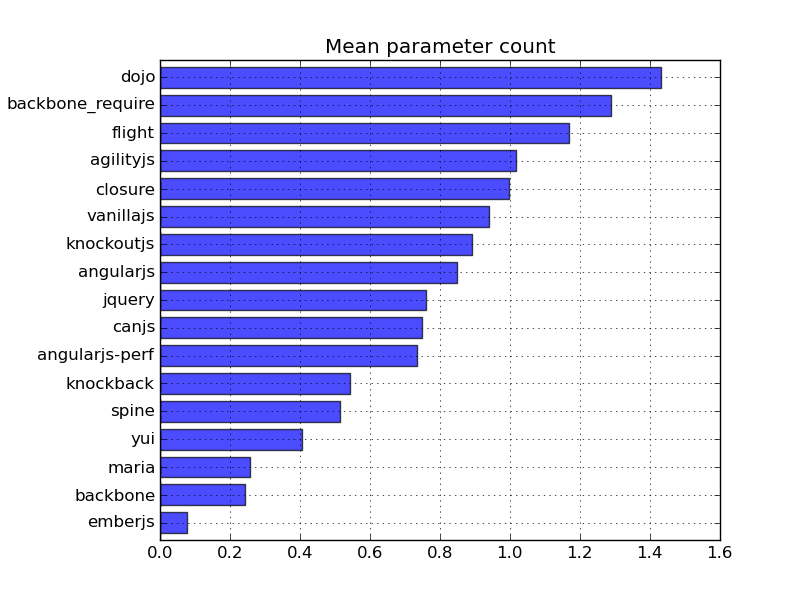 Mean parameter count
dojo
backbone_require
flight
agilityjs
closure
vanillajs
knockoutjs
angularjs
jquery
canjs
angularjs-perf
knockback
spine
yui
maria
backbone
emberjs
0.0 0.2 0.4 0.6 0.8 1.0 1.2 1.4 1.6